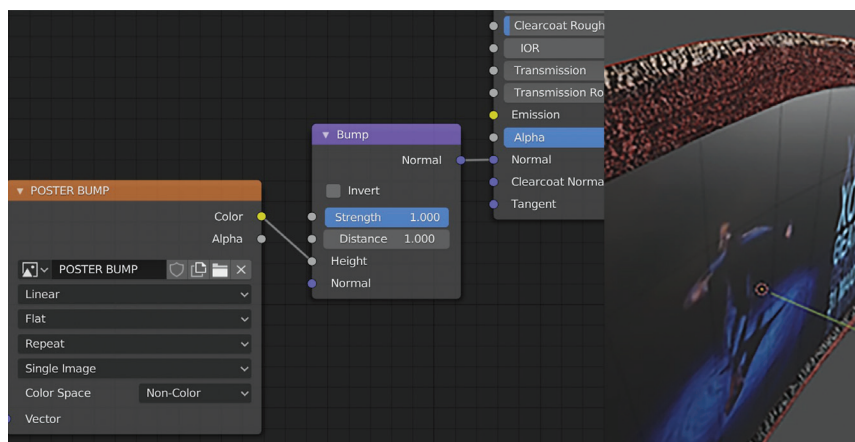 POSTER BUMP
Color
Alpha
POSTER BUMP
Linear
Flat
Repeat
Single Image
Color Space Non-Color
Vector
Bump
Normal
Invert
Strength 1.000
Distance 1.000
Height
Normal
Clearcoat Rough
IOR
Transmission
Transmission Ro
Emission
Alpha
Normal
Clearcoat Norma
Tangent